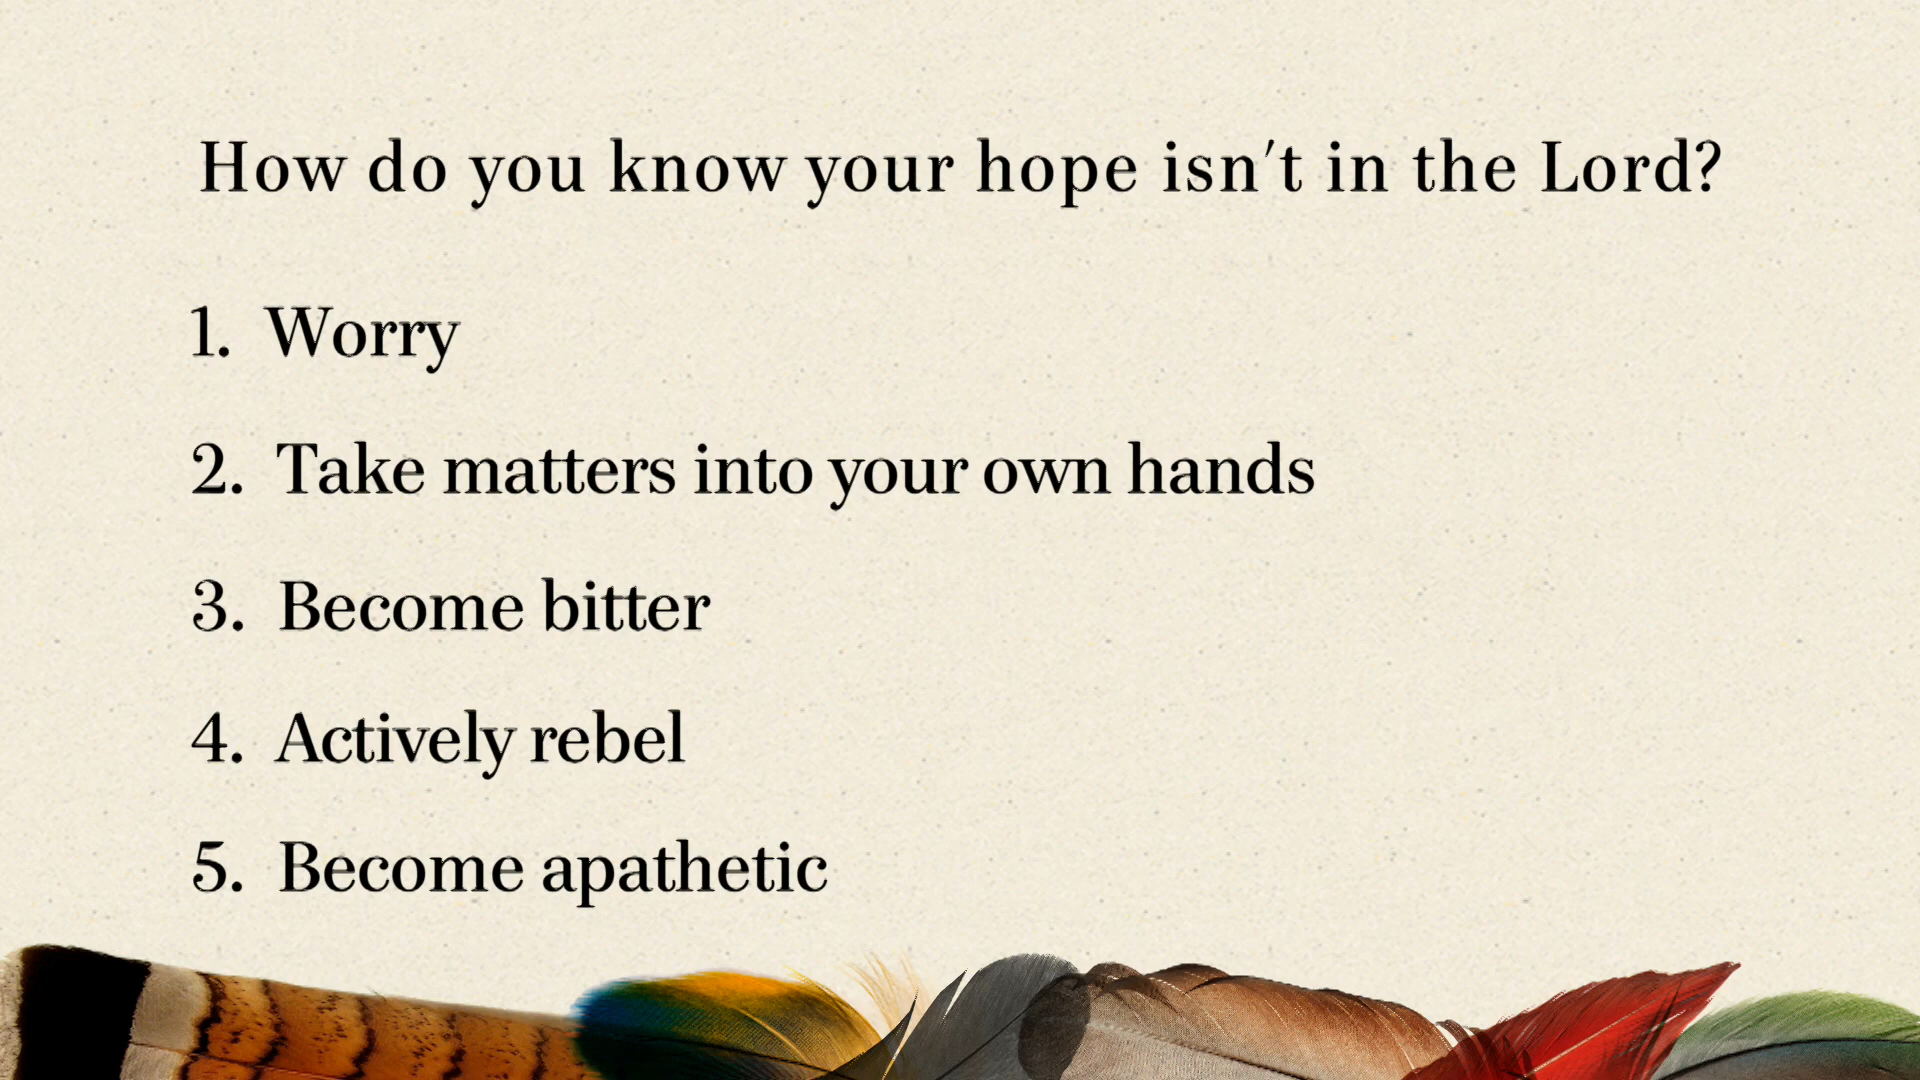 How do you know your hope isn't in the Lord?
1. Worry
2. Take matters into your own hands
3. Become bitter
4. Actively rebel
5. Become apathetic